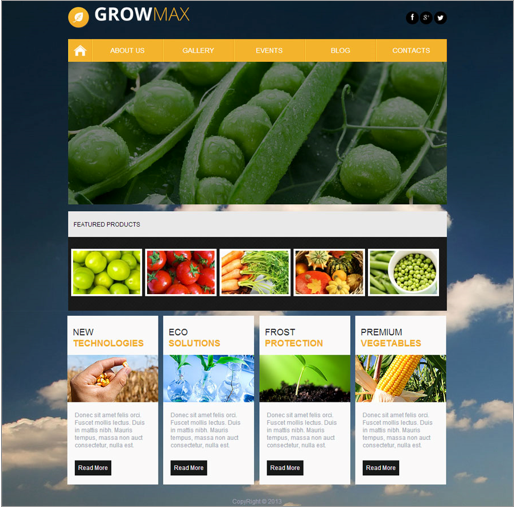 GROWMAX
ABOUT US
GALLERY
EVENTS
BLOG
CONTACTS
FEATURED PRODUCTS
NEW
TECHNOLOGIES
Donec sit amet felis orci.
Fuscet mollis lectus. Duis
in mattis nibh. Mauris
tempus, massa non auct
consectetur, nulla est.
Read More
ECO
SOLUTIONS
Donec sit amet felis orci.
Fuscet mollis lectus. Duis
in mattis nibh. Mauris
tempus, massa non auct
consectetur, nulla est.
Read More
FROST
PROTECTION
Donec sit amet felis orci.
Fuscet mollis lectus. Duis
in mattis nibh. Mauris
tempus, massa non auct
consectetur, nulla est.
Read More
PREMIUM
VEGETABLES
Donec sit amet felis orci.
Fuscet mollis lectus. Duis
in mattis nibh. Mauris
tempus, massa non auct
consectetur, nulla est.
Read More
CopyRight © 2013